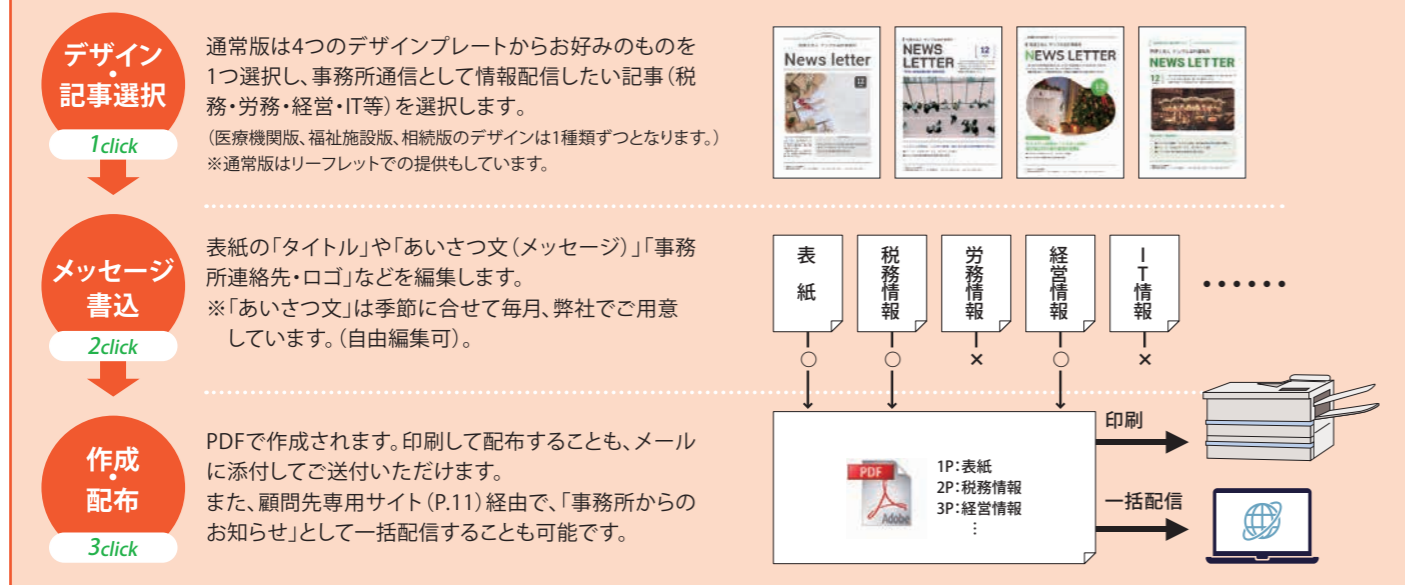 デザイン
・
記事選択
1click
通常版は4つのデザインプレートからお好みのものを
1つ選択し、事務所通信として情報配信したい記事（税
務・労務・経営・IT等）を選択します。
（医療機関版、福祉施設版、相続版のデザインは1種類ずつとなります。）
※通常版はリーフレットでの提供もしています。
News letter
NEWS
LETTER
12
NEWS LETTER
NEWS LETTER
12
メッセージ
書込
2click
表紙の「タイトル」や「あいさつ文（メッセージ）」「事務
所連絡先・ロゴ」などを編集します。
※「あいさつ文」は季節に合せて毎月、弊社でご用意
しています。（自由編集可）。
表紙
税務情報
労務情報
経営情報
IT情報
••••••
○
○
×
○
×
作成
・
配布
3click
PDFで作成されます。印刷して配布することも、メール
に添付してご送付いただけます。
また、顧問先専用サイト（P.11）経由で、「事務所からの
お知らせ」として一括配信することも可能です。
PDF
Adobe
1P：表紙
2P：税務情報
3P：経営情報
⋮
印刷
一括配信